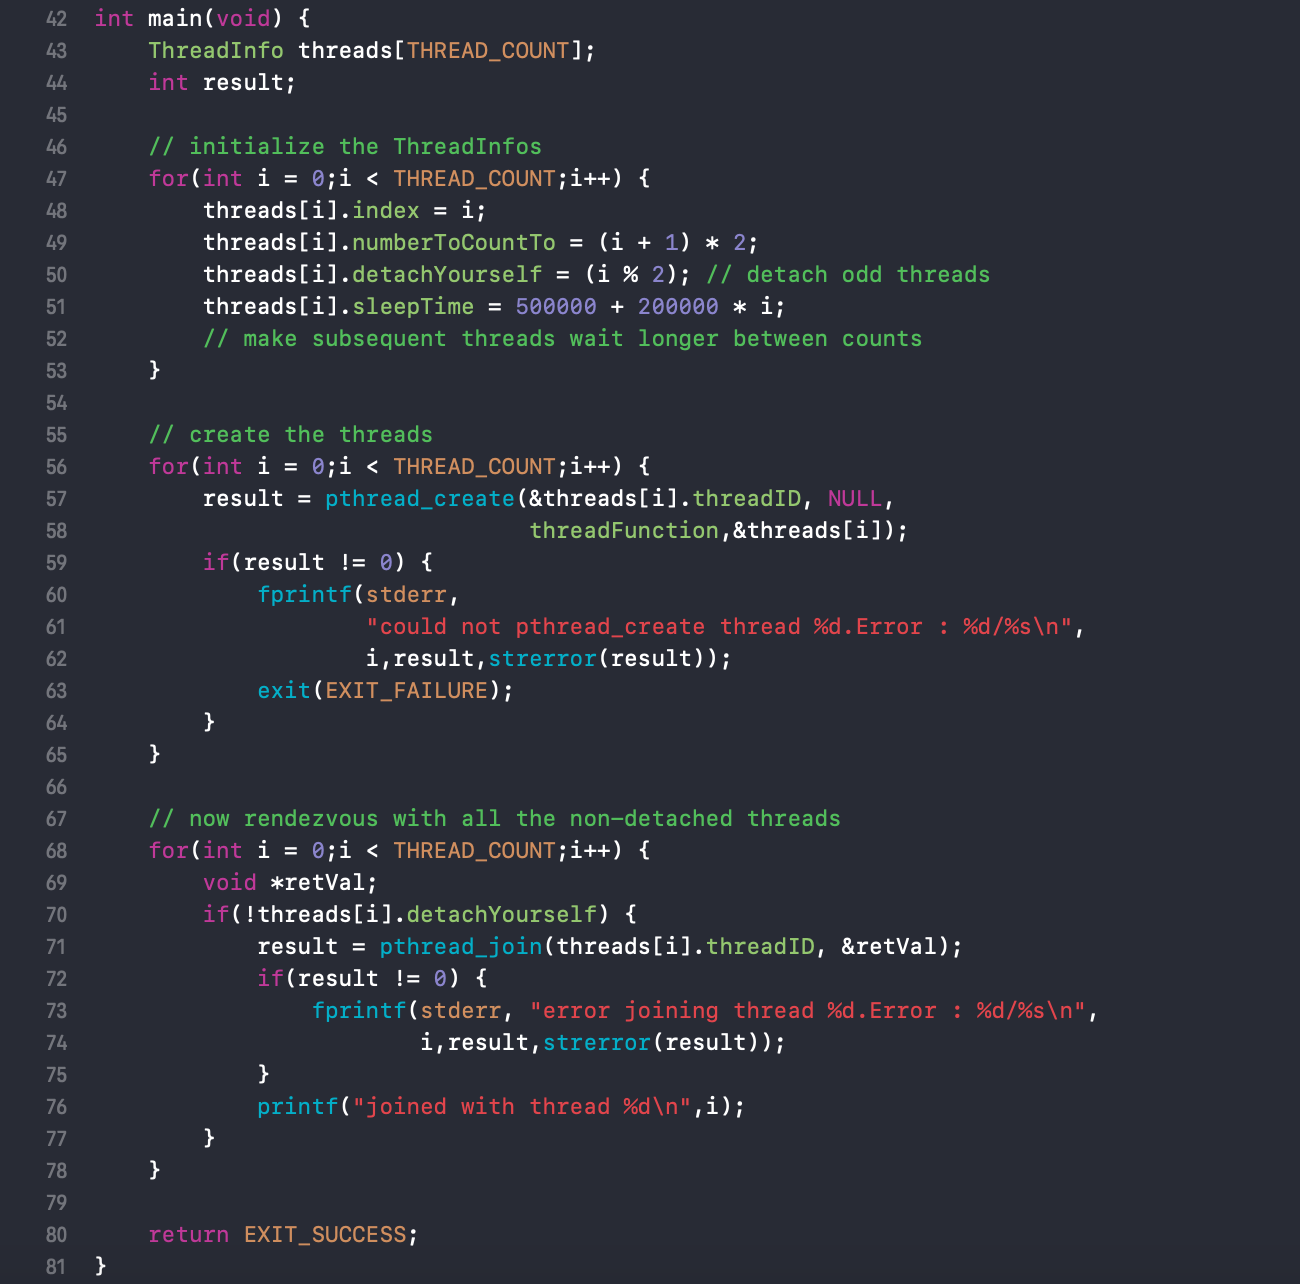 42 int main(void) {
43     ThreadInfo threads[THREAD_COUNT];
44     int result;
45
46     // initialize the ThreadInfos
47     for(int i = 0;i < THREAD_COUNT;i++) {
48         threads[i].index = i;
49         threads[i].numberToCountTo = (i + 1) * 2;
50         threads[i].detachYourself = (i % 2); // detach odd threads
51         threads[i].sleepTime = 500000 + 200000 * i;
52         // make subsequent threads wait longer between counts
53     }
54
55     // create the threads
56     for(int i = 0;i < THREAD_COUNT;i++) {
57         result = pthread_create(&threads[i].threadID, NULL,
58                                 threadFunction,&threads[i]);
59         if(result != 0) {
60             fprintf(stderr,
61                     "could not pthread_create thread %d.Error : %d/%s\n",
62                     i,result,strerror(result));
63             exit(EXIT_FAILURE);
64         }
65     }
66
67     // now rendezvous with all the non-detached threads
68     for(int i = 0;i < THREAD_COUNT;i++) {
69         void *retVal;
70         if(!threads[i].detachYourself) {
71             result = pthread_join(threads[i].threadID, &retVal);
72             if(result != 0) {
73                 fprintf(stderr, "error joining thread %d.Error : %d/%s\n",
74                         i,result,strerror(result));
75             }
76             printf("joined with thread %d\n",i);
77         }
78     }
79
80     return EXIT_SUCCESS;
81 }